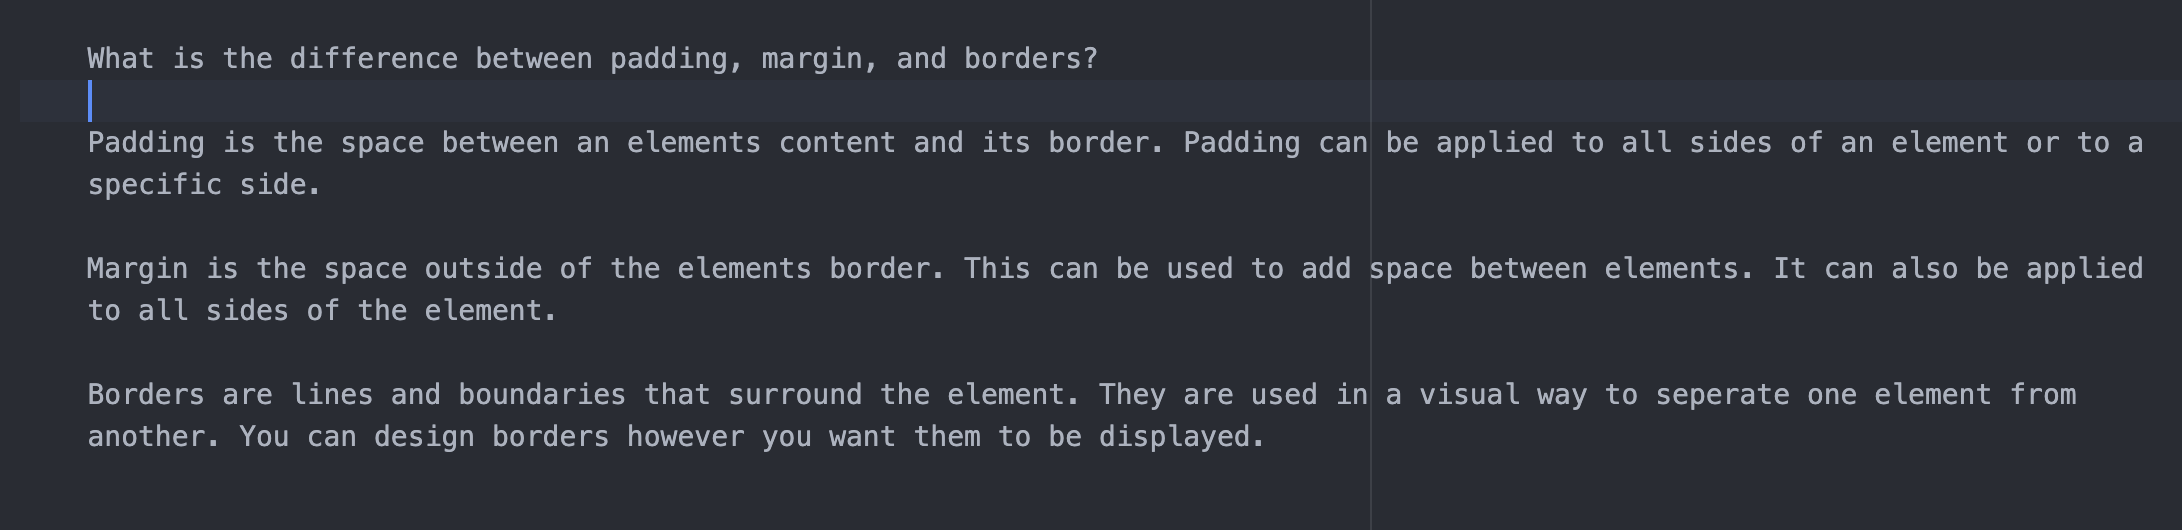 What is the difference between padding, margin, and borders?
Padding is the space between an elements content and its border. Padding can be applied to all sides of an element or to a
specific side.
Margin is the space outside of the elements border. This can be used to add space between elements. It can also be applied
to all sides of the element.
Borders are lines and boundaries that surround the element. They are used in a visual way to seperate one element from
another. You can design borders however you want them to be displayed.